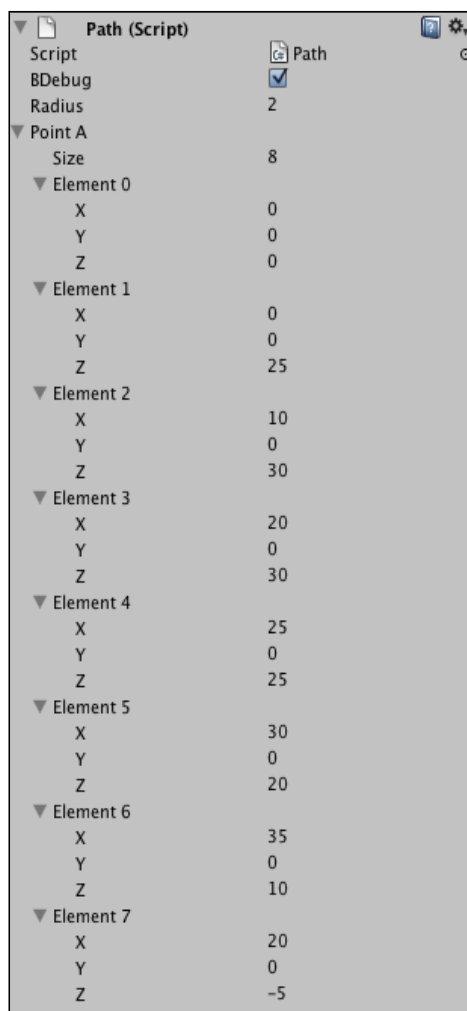 Path (Script)
Script Path
BDebug
Radius 2
Point A
Size 8
Element 0
X 0
Y 0
Z 0
Element 1
X 0
Y 0
Z 25
Element 2
X 10
Y 0
Z 30
Element 3
X 20
Y 0
Z 30
Element 4
X 25
Y 0
Z 25
Element 5
X 30
Y 0
Z 20
Element 6
X 35
Y 0
Z 10
Element 7
X 20
Y 0
Z -5